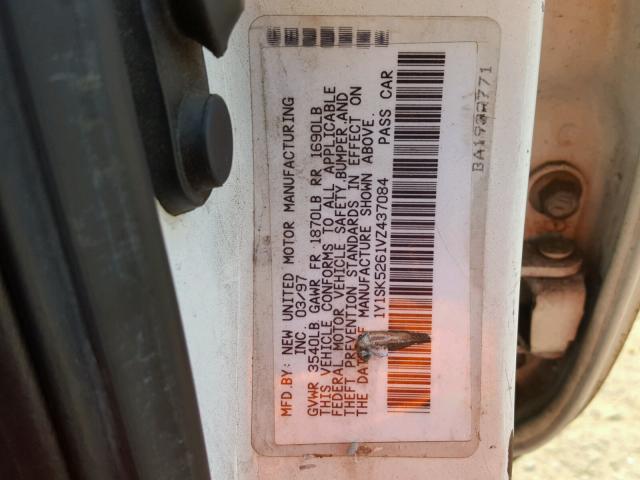 MFD.BY: NEW UNITED MOTOR MANUFACTURING
INC. 03/97
GVWR 3540LB GAWR FR 1870LB RR 1690LB
THIS VEHICLE CONFORMS TO ALL APPLICABLE
FEDERAL MOTOR VEHICLE SAFETY,BUMPER,AND
THEFT PREVENTION STANDARDS IN EFFECT ON
THE DATE MANUFACTURE SHOWN ABOVE.
1Y1SK5261VZ437084 PASS CAR